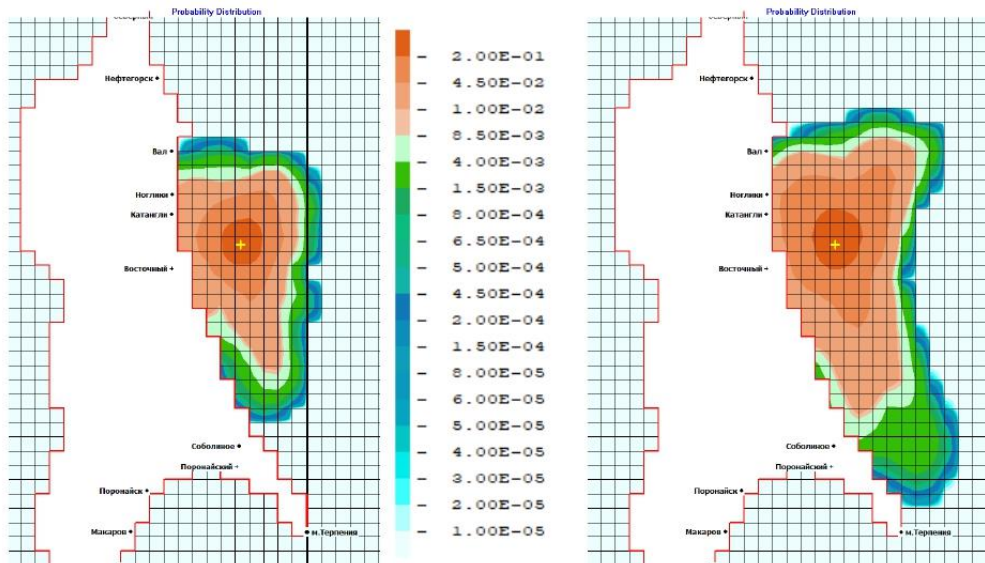 Probability Distribution
Нефтегорск
Вал
Ноглики
Катангли
Восточный
Соболиное
Поронайский
Поронайск
Макаров
м.Терпения
2.00E-01
4.50E-02
1.00E-02
8.50E-03
4.00E-03
1.50E-03
8.00E-04
6.50E-04
5.00E-04
4.50E-04
2.00E-04
1.50E-04
8.00E-05
6.00E-05
5.00E-05
4.00E-05
3.00E-05
2.00E-05
1.00E-05
Probability Distribution
Нефтегорск
Вал
Ноглики
Катангли
Восточный
Соболиное
Поронайский
Поронайск
Макаров
м.Терпения